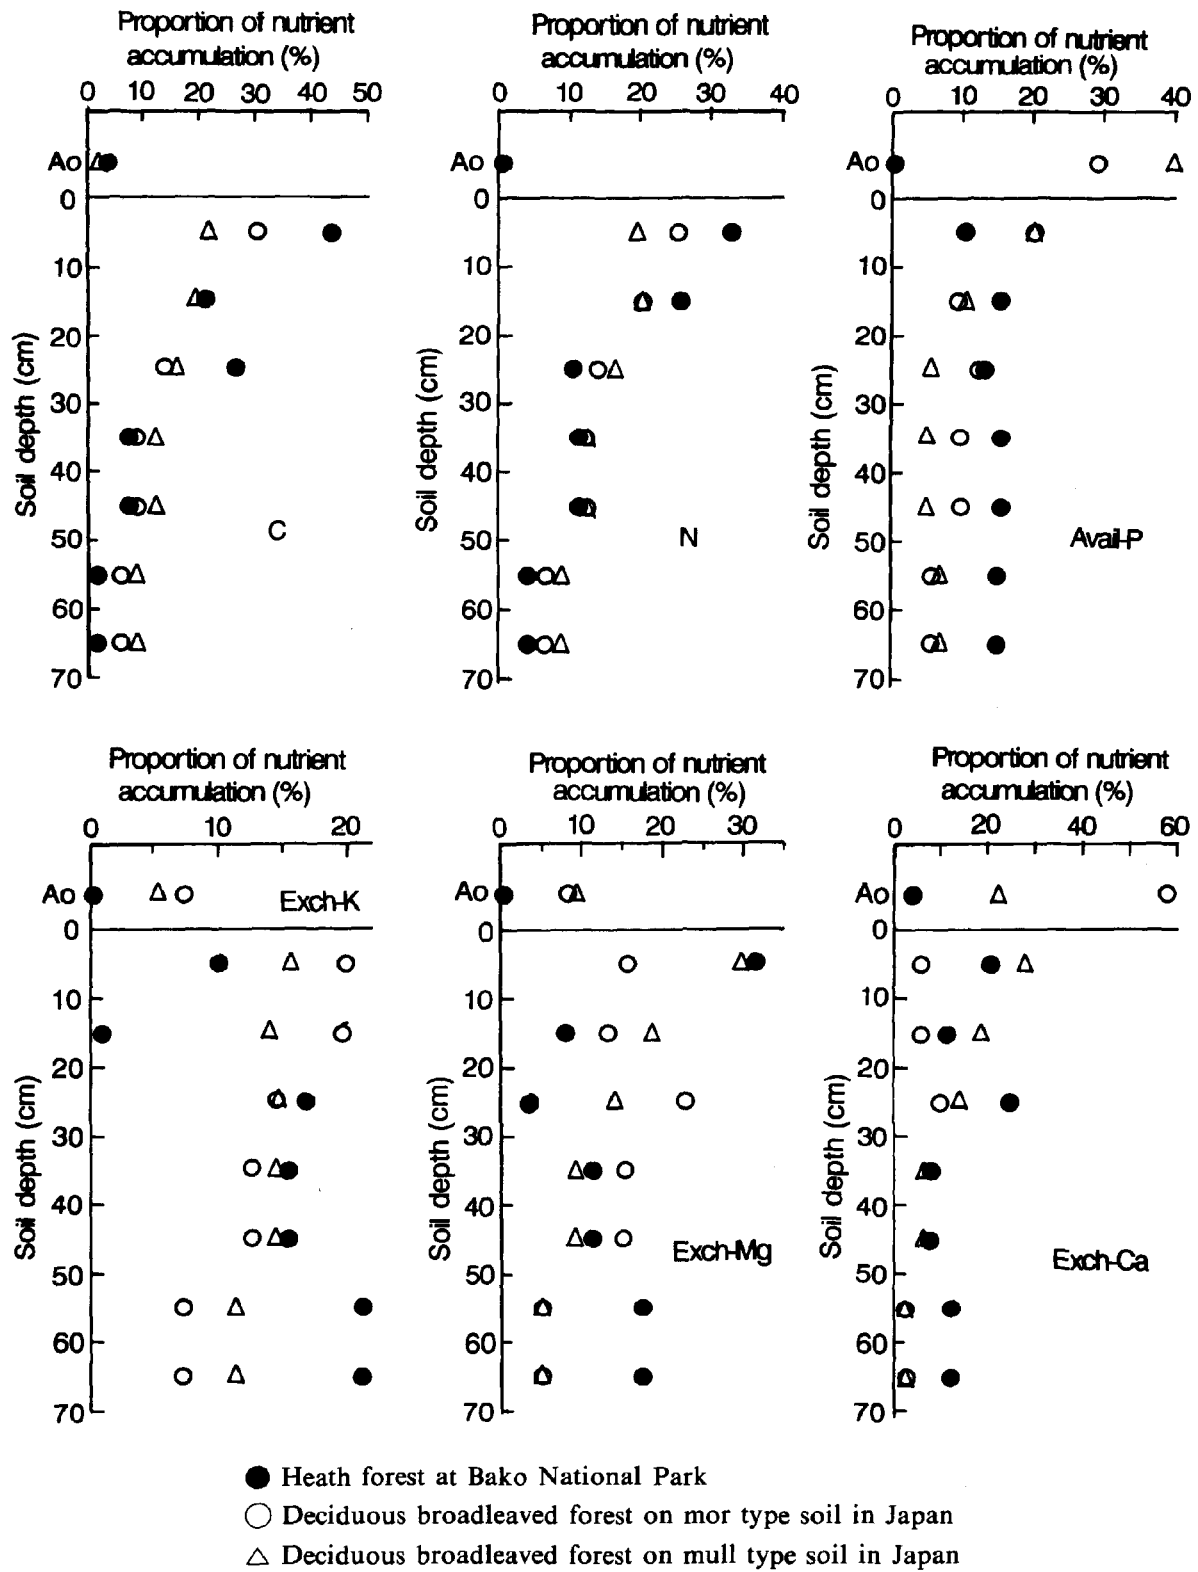 Proportion of nutrient
accumulation (%)
0 10 20 30 40 50
Ao
0
10
20
30
40
50
60
70
Soil depth (cm)
C
Proportion of nutrient
accumulation (%)
0 10 20 30 40
0
10
20
30
40
50
60
70
Soil depth (cm)
N
Proportion of nutrient
accumulation (%)
0 10 20 30 40
Ao
0
10
20
30
40
50
60
70
Soil depth (cm)
Avail-P
Proportion of nutrient
accumulation (%)
0 10 20
Ao
0
10
20
30
40
50
60
70
Soil depth (cm)
Exch-K
Proportion of nutrient
accumulation (%)
0 10 20 30
Ao
0
10
20
30
40
50
60
70
Soil depth (cm)
Exch-Mg
Proportion of nutrient
accumulation (%)
0 20 40 60
Ao
0
10
20
30
40
50
60
70
Soil depth (cm)
Exch-Ca
Heath forest at Bako National Park
Deciduous broadleaved forest on mor type soil in Japan
Deciduous broadleaved forest on mull type soil in Japan